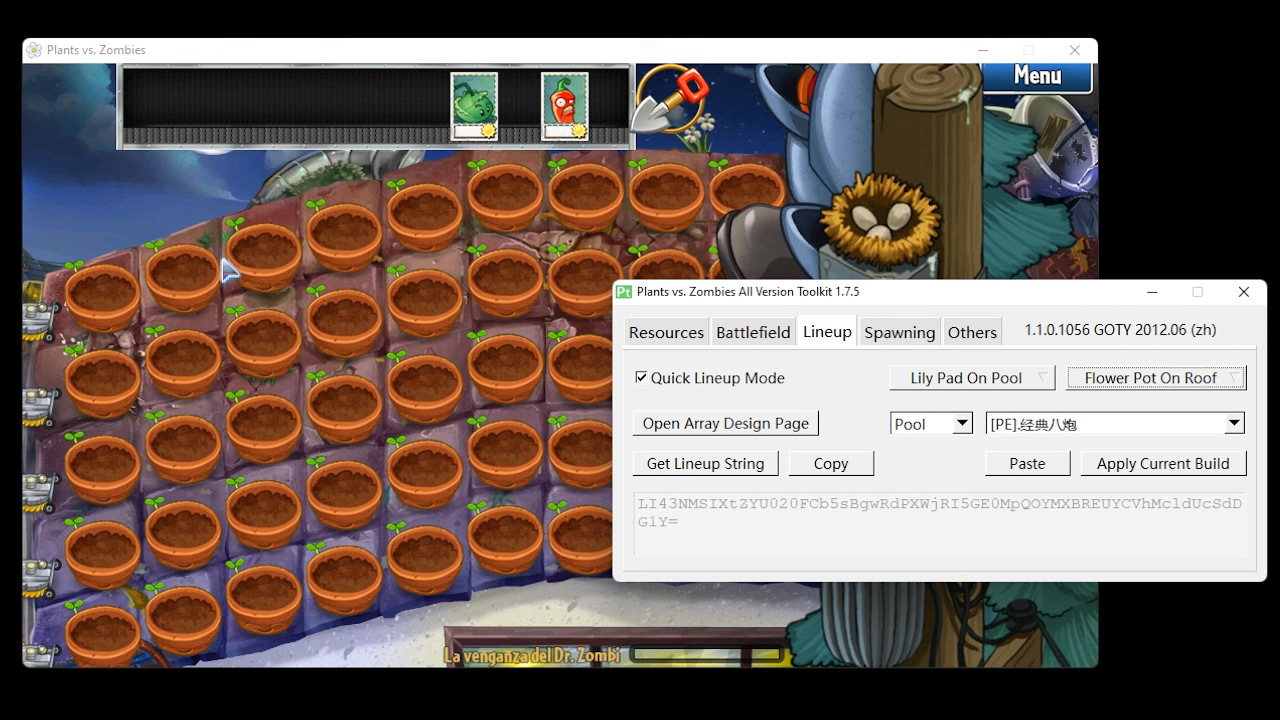 Plants vs. Zombies
Menu
Plants vs. Zombies All Version Toolkit 1.7.5
Resources Battlefield Lineup Spawning Others 1.1.0.1056 GOTY 2012.06 (zh)
Quick Lineup Mode Lily Pad On Pool Flower Pot On Roof
Open Array Design Page Pool [PE].经典八炮
Get Lineup String Copy Paste Apply Current Build
LI43NMSIXtZYU020FCb5sBgwRdPXWjRI5GE0MpQOYMXBREUYCVhMcldUcSdD
G1Y=
La venganza del Dr. Zombi